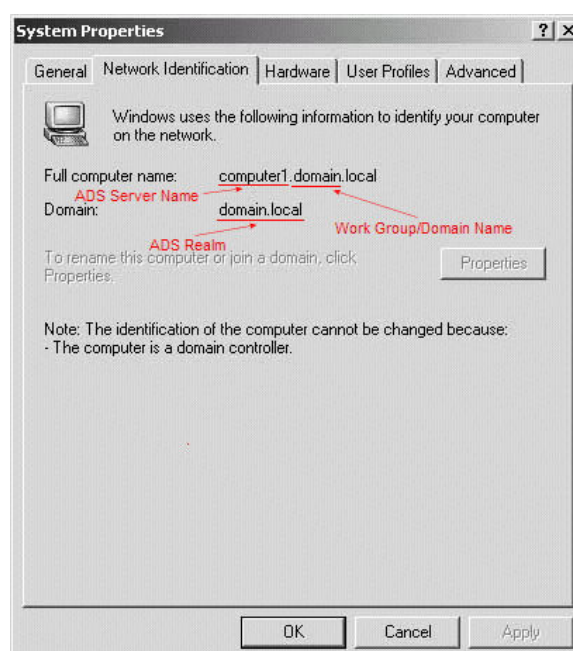 System Properties
General Network Identification Hardware User Profiles Advanced
Windows uses the following information to identify your computer
on the network.
Full computer name: computer1.domain.local
ADS Server Name
Domain: domain.local
Work Group/Domain Name
ADS Realm
To rename this computer or join a domain, click
Properties.
Properties
Note: The identification of the computer cannot be changed because:
- The computer is a domain controller.
OK Cancel Apply